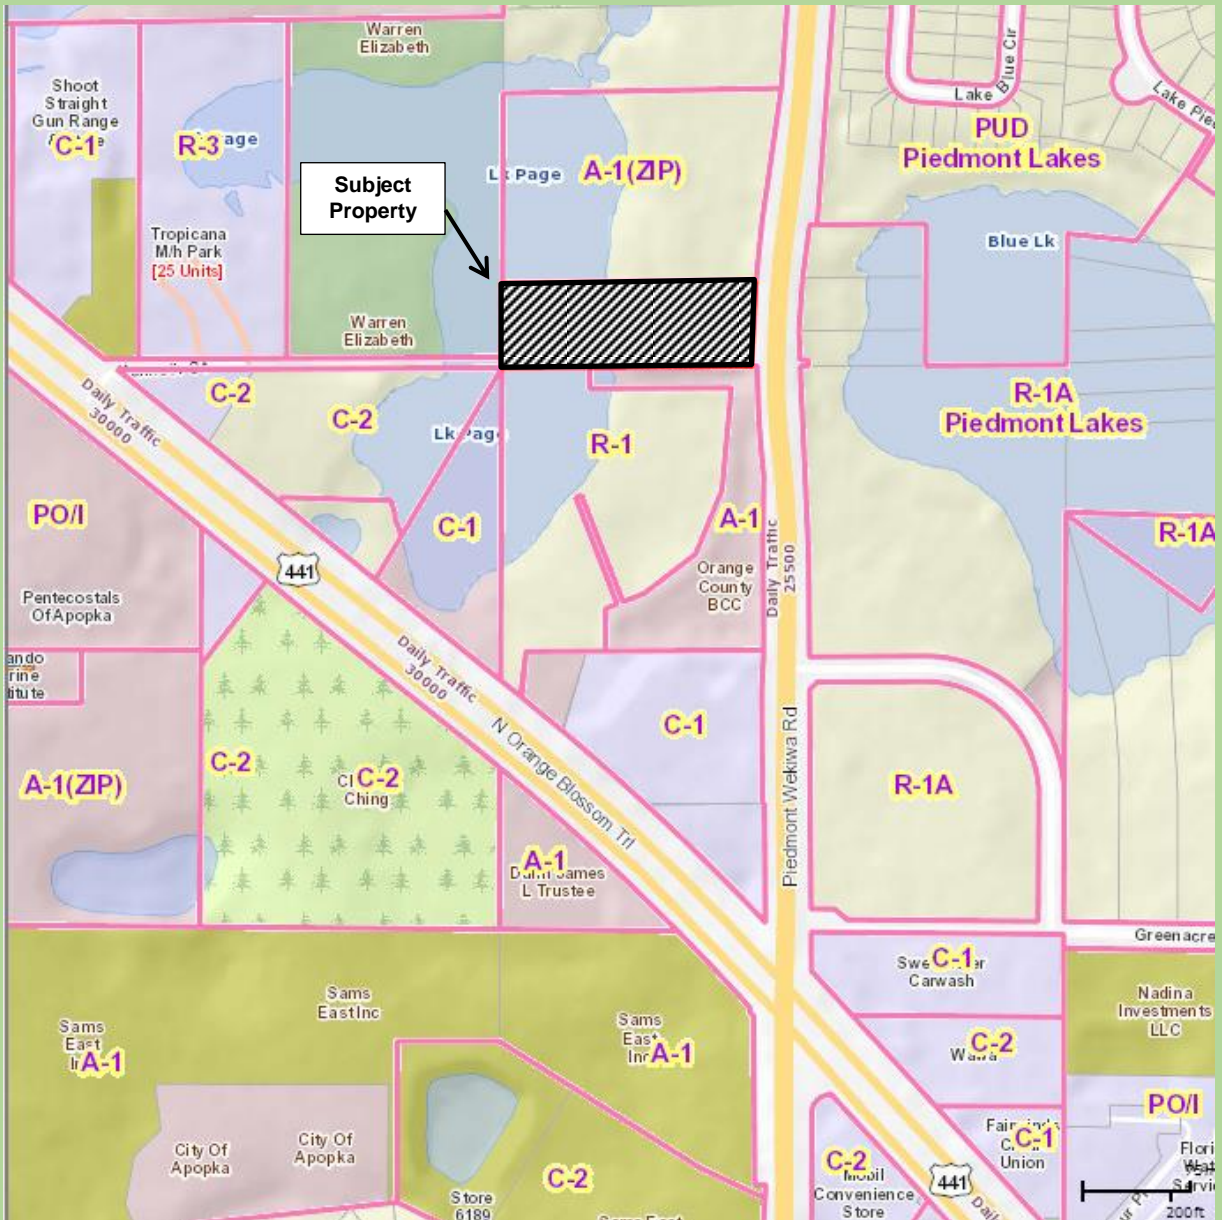 Warren
Elizabeth
Shoot
Straight
Gun Range
C-1
R-3
Subject
Property
Lk Page
A-1(ZIP)
Lake
Blue Cir
PUD
Piedmont Lakes
Blue Lk
Tropicana
M/h Park
[25 Units]
Warren
Elizabeth
C-2
C-2
Lk Page
R-1
R-1A
Piedmont Lakes
Daily Traffic
30000
PO/I
C-1
A-1
R-1A
441
Orange
County
BCC
Daily Traffic
25500
Pentecostals
Of Apopka
Daily Traffic
30000
N Orange Blossom Trl
C-1
Piedmont Wekiwa Rd
A-1(ZIP)
C-2
C-2
Ching
R-1A
A-1
James
L Trustee
Greenacre
C-1
Carwash
Sams
East Inc
Sams
East
A-1
Sams
East
Inc
A-1
C-2
Wawa
Nadina
Investments
LLC
PO/I
City Of
Apopka
City Of
Apopka
C-2
Store
6189
C-2
Mobil
Convenience
Store
441
C-1
Union
200ft